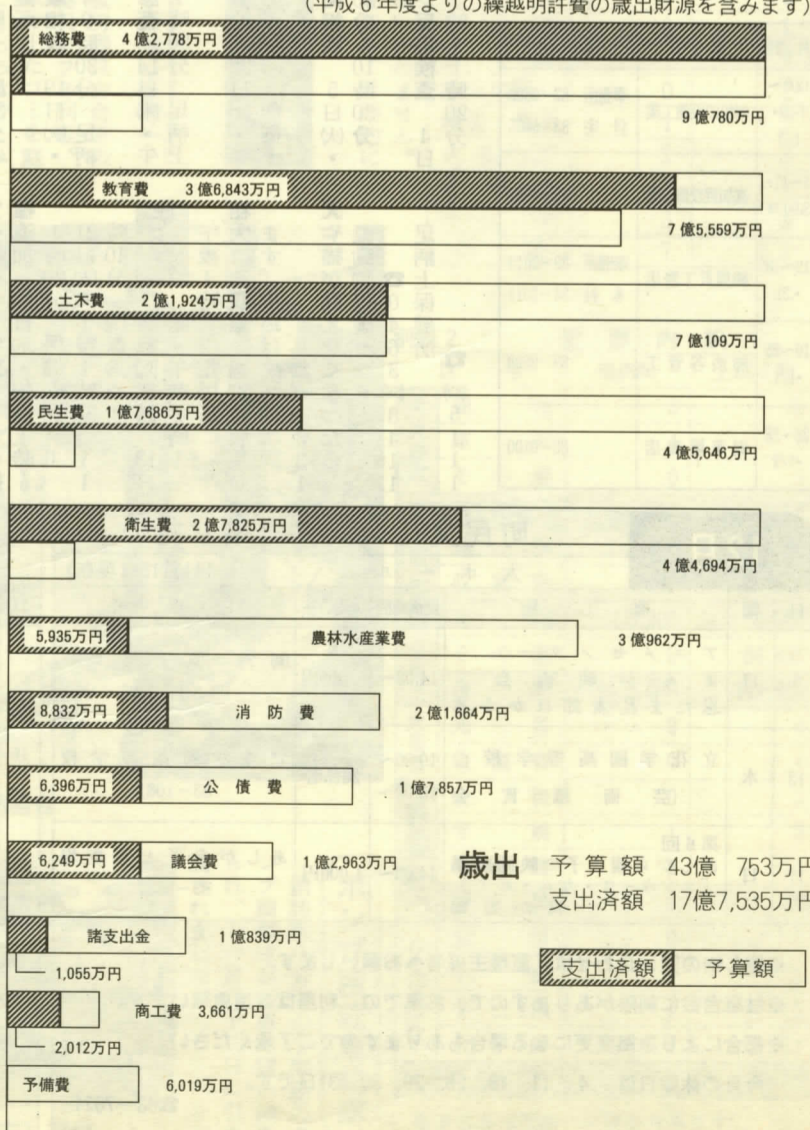 (平成6年度よりの繰越明許費の歳出財源を含みます)
総務費 4億2,778万円
9億780万円
教育費 3億6,843万円
7億5,559万円
土木費 2億1,924万円
7億109万円
民生費 1億7,686万円
4億5,646万円
衛生費 2億7,825万円
4億4,694万円
5,935万円 農林水産業費 3億962万円
8,832万円 消防費 2億1,664万円
6,396万円 公債費 1億7,857万円
6,249万円 議会費 1億2,963万円
歳出 予算額 43億 753万円
支出済額 17億7,535万円
諸支出金 1億839万円
1,055万円
支出済額 予算額
商工費 3,661万円
2,012万円
予備費 6,019万円